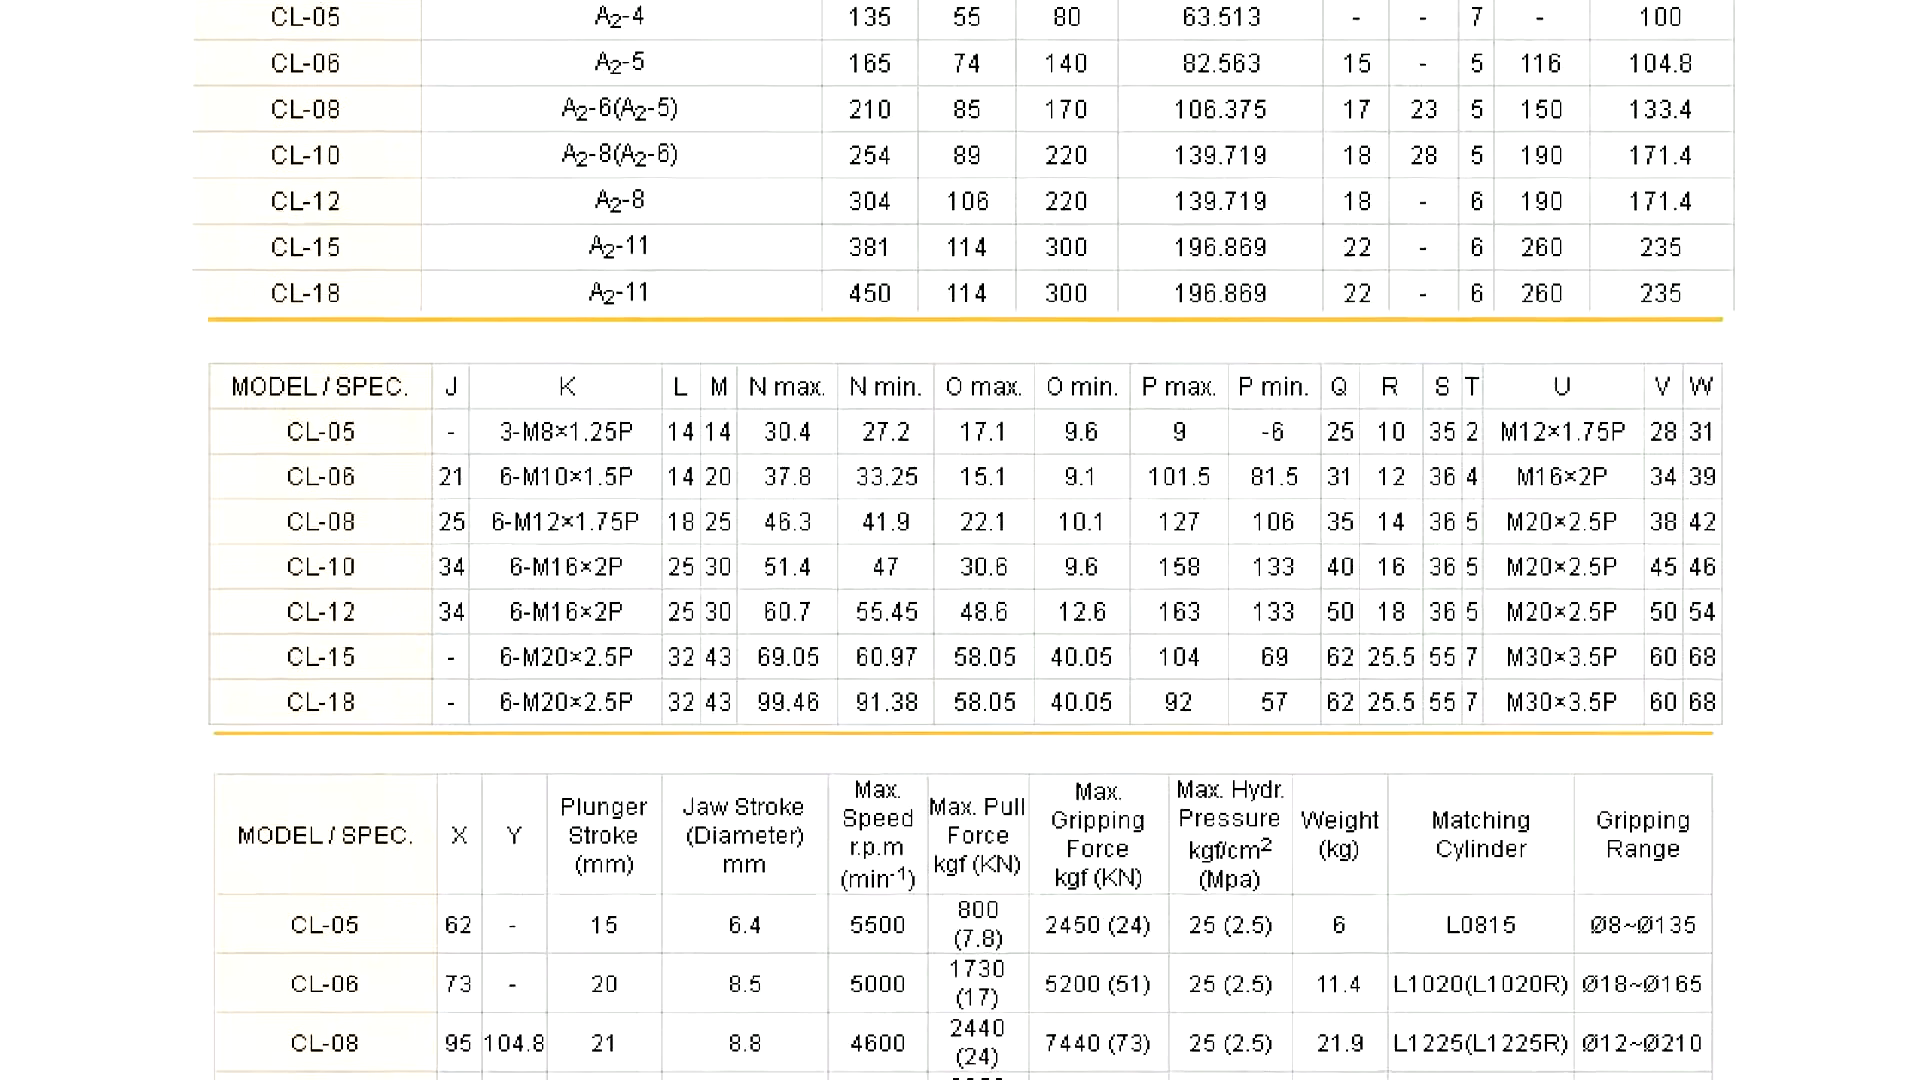 CL-05 A2-4 135 55 80 63.513 - - 7 - 100
CL-06 A2-5 165 74 140 82.563 15 - 5 116 104.8
CL-08 A2-6(A2-5) 210 85 170 106.375 17 23 5 150 133.4
CL-10 A2-8(A2-6) 254 89 220 139.719 18 28 5 190 171.4
CL-12 A2-8 304 106 220 139.719 18 - 6 190 171.4
CL-15 A2-11 381 114 300 196.869 22 - 6 260 235
CL-18 A2-11 450 114 300 196.869 22 - 6 260 235
MODEL / SPEC. J K L M N max. N min. O max. O min. P max. P min. Q R S T U V W
CL-05 - 3-M8×1.25P 14 14 30.4 27.2 17.1 9.6 9 -6 25 10 35 2 M12×1.75P 28 31
CL-06 21 6-M10×1.5P 14 20 37.8 33.25 15.1 9.1 101.5 81.5 31 12 36 4 M16×2P 34 39
CL-08 25 6-M12×1.75P 18 25 46.3 41.9 22.1 10.1 127 106 35 14 36 5 M20×2.5P 38 42
CL-10 34 6-M16×2P 25 30 51.4 47 30.6 9.6 158 133 40 16 36 5 M20×2.5P 45 46
CL-12 34 6-M16×2P 25 30 60.7 55.45 48.6 12.6 163 133 50 18 36 5 M20×2.5P 50 54
CL-15 - 6-M20×2.5P 32 43 69.05 60.97 58.05 40.05 104 69 62 25.5 55 7 M30×3.5P 60 68
CL-18 - 6-M20×2.5P 32 43 99.46 91.38 58.05 40.05 92 57 62 25.5 55 7 M30×3.5P 60 68
MODEL / SPEC. X Y
Plunger
Stroke
(mm)
Jaw Stroke
(Diameter)
mm
Max.
Speed
r.p.m
(min-1)
Max. Pull
Force
kgf (KN)
Max.
Gripping
Force
kgf (KN)
Max. Hydr.
Pressure
kgf/cm2
(Mpa)
Weight
(kg)
Matching
Cylinder
Gripping
Range
CL-05 62 - 15 6.4 5500 800 (7.8) 2450 (24) 25 (2.5) 6 L0815 Ø8~Ø135
CL-06 73 - 20 8.5 5000 1730 (17) 5200 (51) 25 (2.5) 11.4 L1020(L1020R) Ø18~Ø165
CL-08 95 104.8 21 8.8 4600 2440 (24) 7440 (73) 25 (2.5) 21.9 L1225(L1225R) Ø12~Ø210